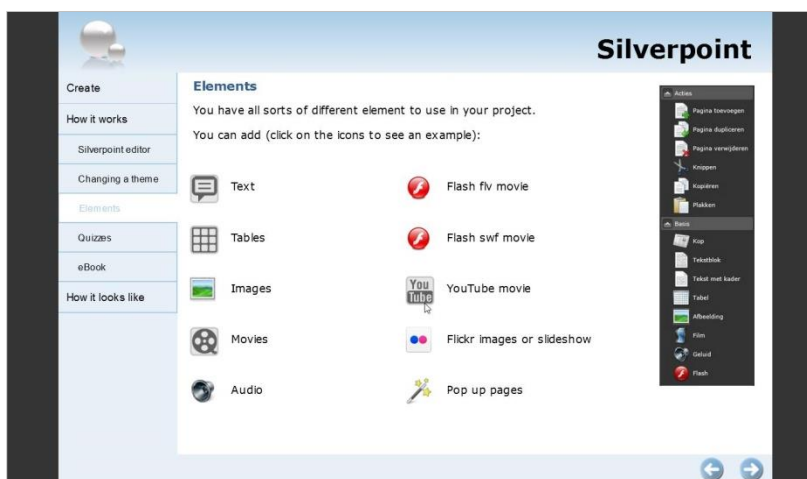 Silverpoint
Create
How it works
Silverpoint editor
Changing a theme
Elements
Quizzes
eBook
How it looks like
Elements
You have all sorts of different element to use in your project.
You can add (click on the icons to see an example):
Text
Tables
Images
Movies
Audio
Flash flv movie
Flash swf movie
You
Tube
YouTube movie
Flickr images or slideshow
Pop up pages
Acties
Pagina toevoegen
Pagina dupliceren
Pagina verwijderen
Knippen
Kopiëren
Plakken
Basis
Kop
Tekstblok
Tekst met kader
Tabel
Afbeelding
Film
Geluid
Flash